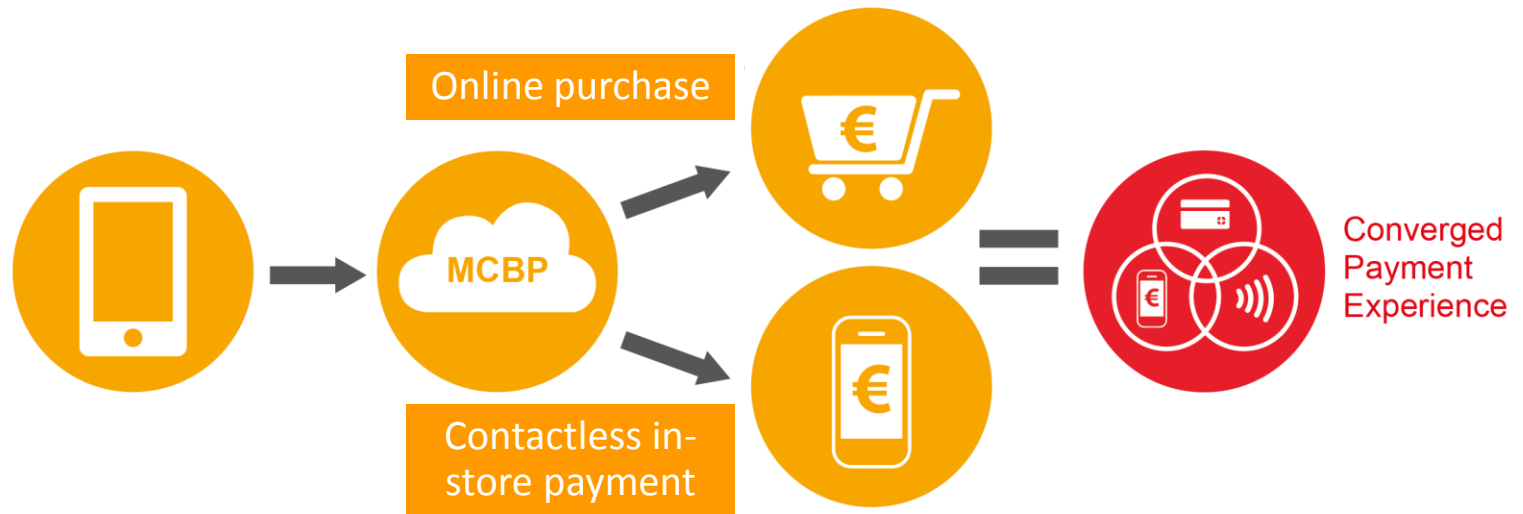 Online purchase
€
MCBP
€
€
Converged
Payment
Experience
Contactless in-
store payment